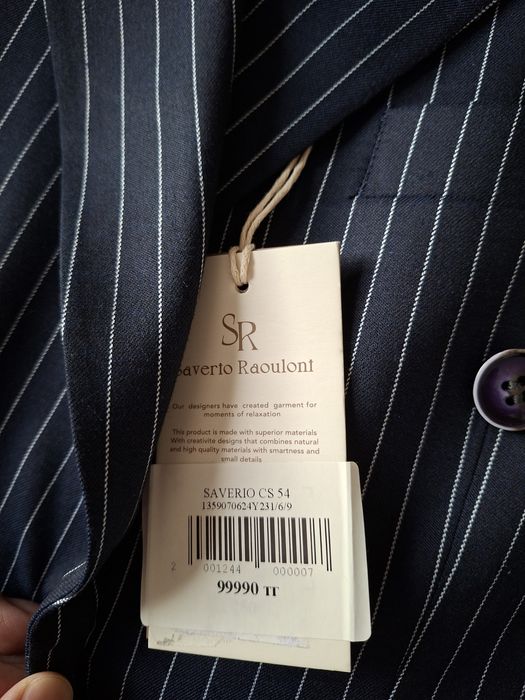 SR
Saverio Raouloni
Our designers have created garment for
moments of relaxation
This product is made with superior materials
With creativite designs that combines natural
and high quality materials with smartness and
small details
SAVERIO CS 54
1359070624Y231/6/9
2 001244 000007
99990 тг